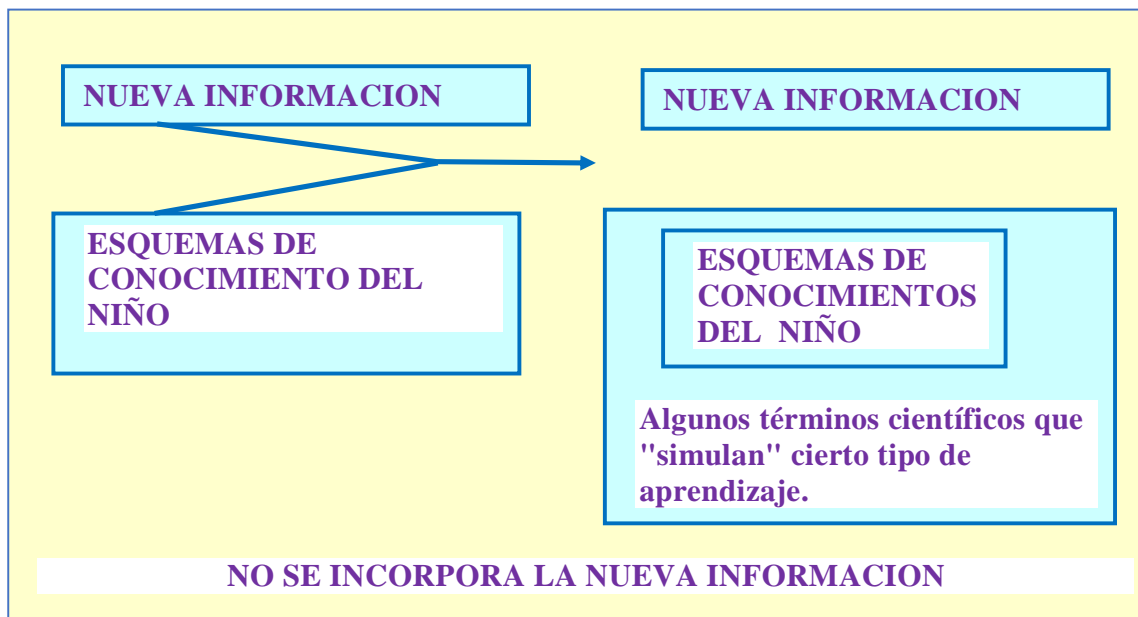 NUEVA INFORMACION
NUEVA INFORMACION
ESQUEMAS DE
CONOCIMIENTO DEL
NIÑO
ESQUEMAS DE
CONOCIMIENTOS
DEL NIÑO
Algunos términos científicos que
"simulan" cierto tipo de
aprendizaje.
NO SE INCORPORA LA NUEVA INFORMACION